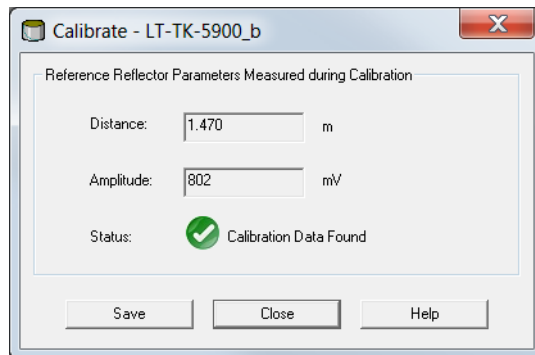 Calibrate - LT-TK-5900_b
Reference Reflector Parameters Measured during Calibration
Distance: 1.470 m
Amplitude: 802 mV
Status: Calibration Data Found
Save Close Help